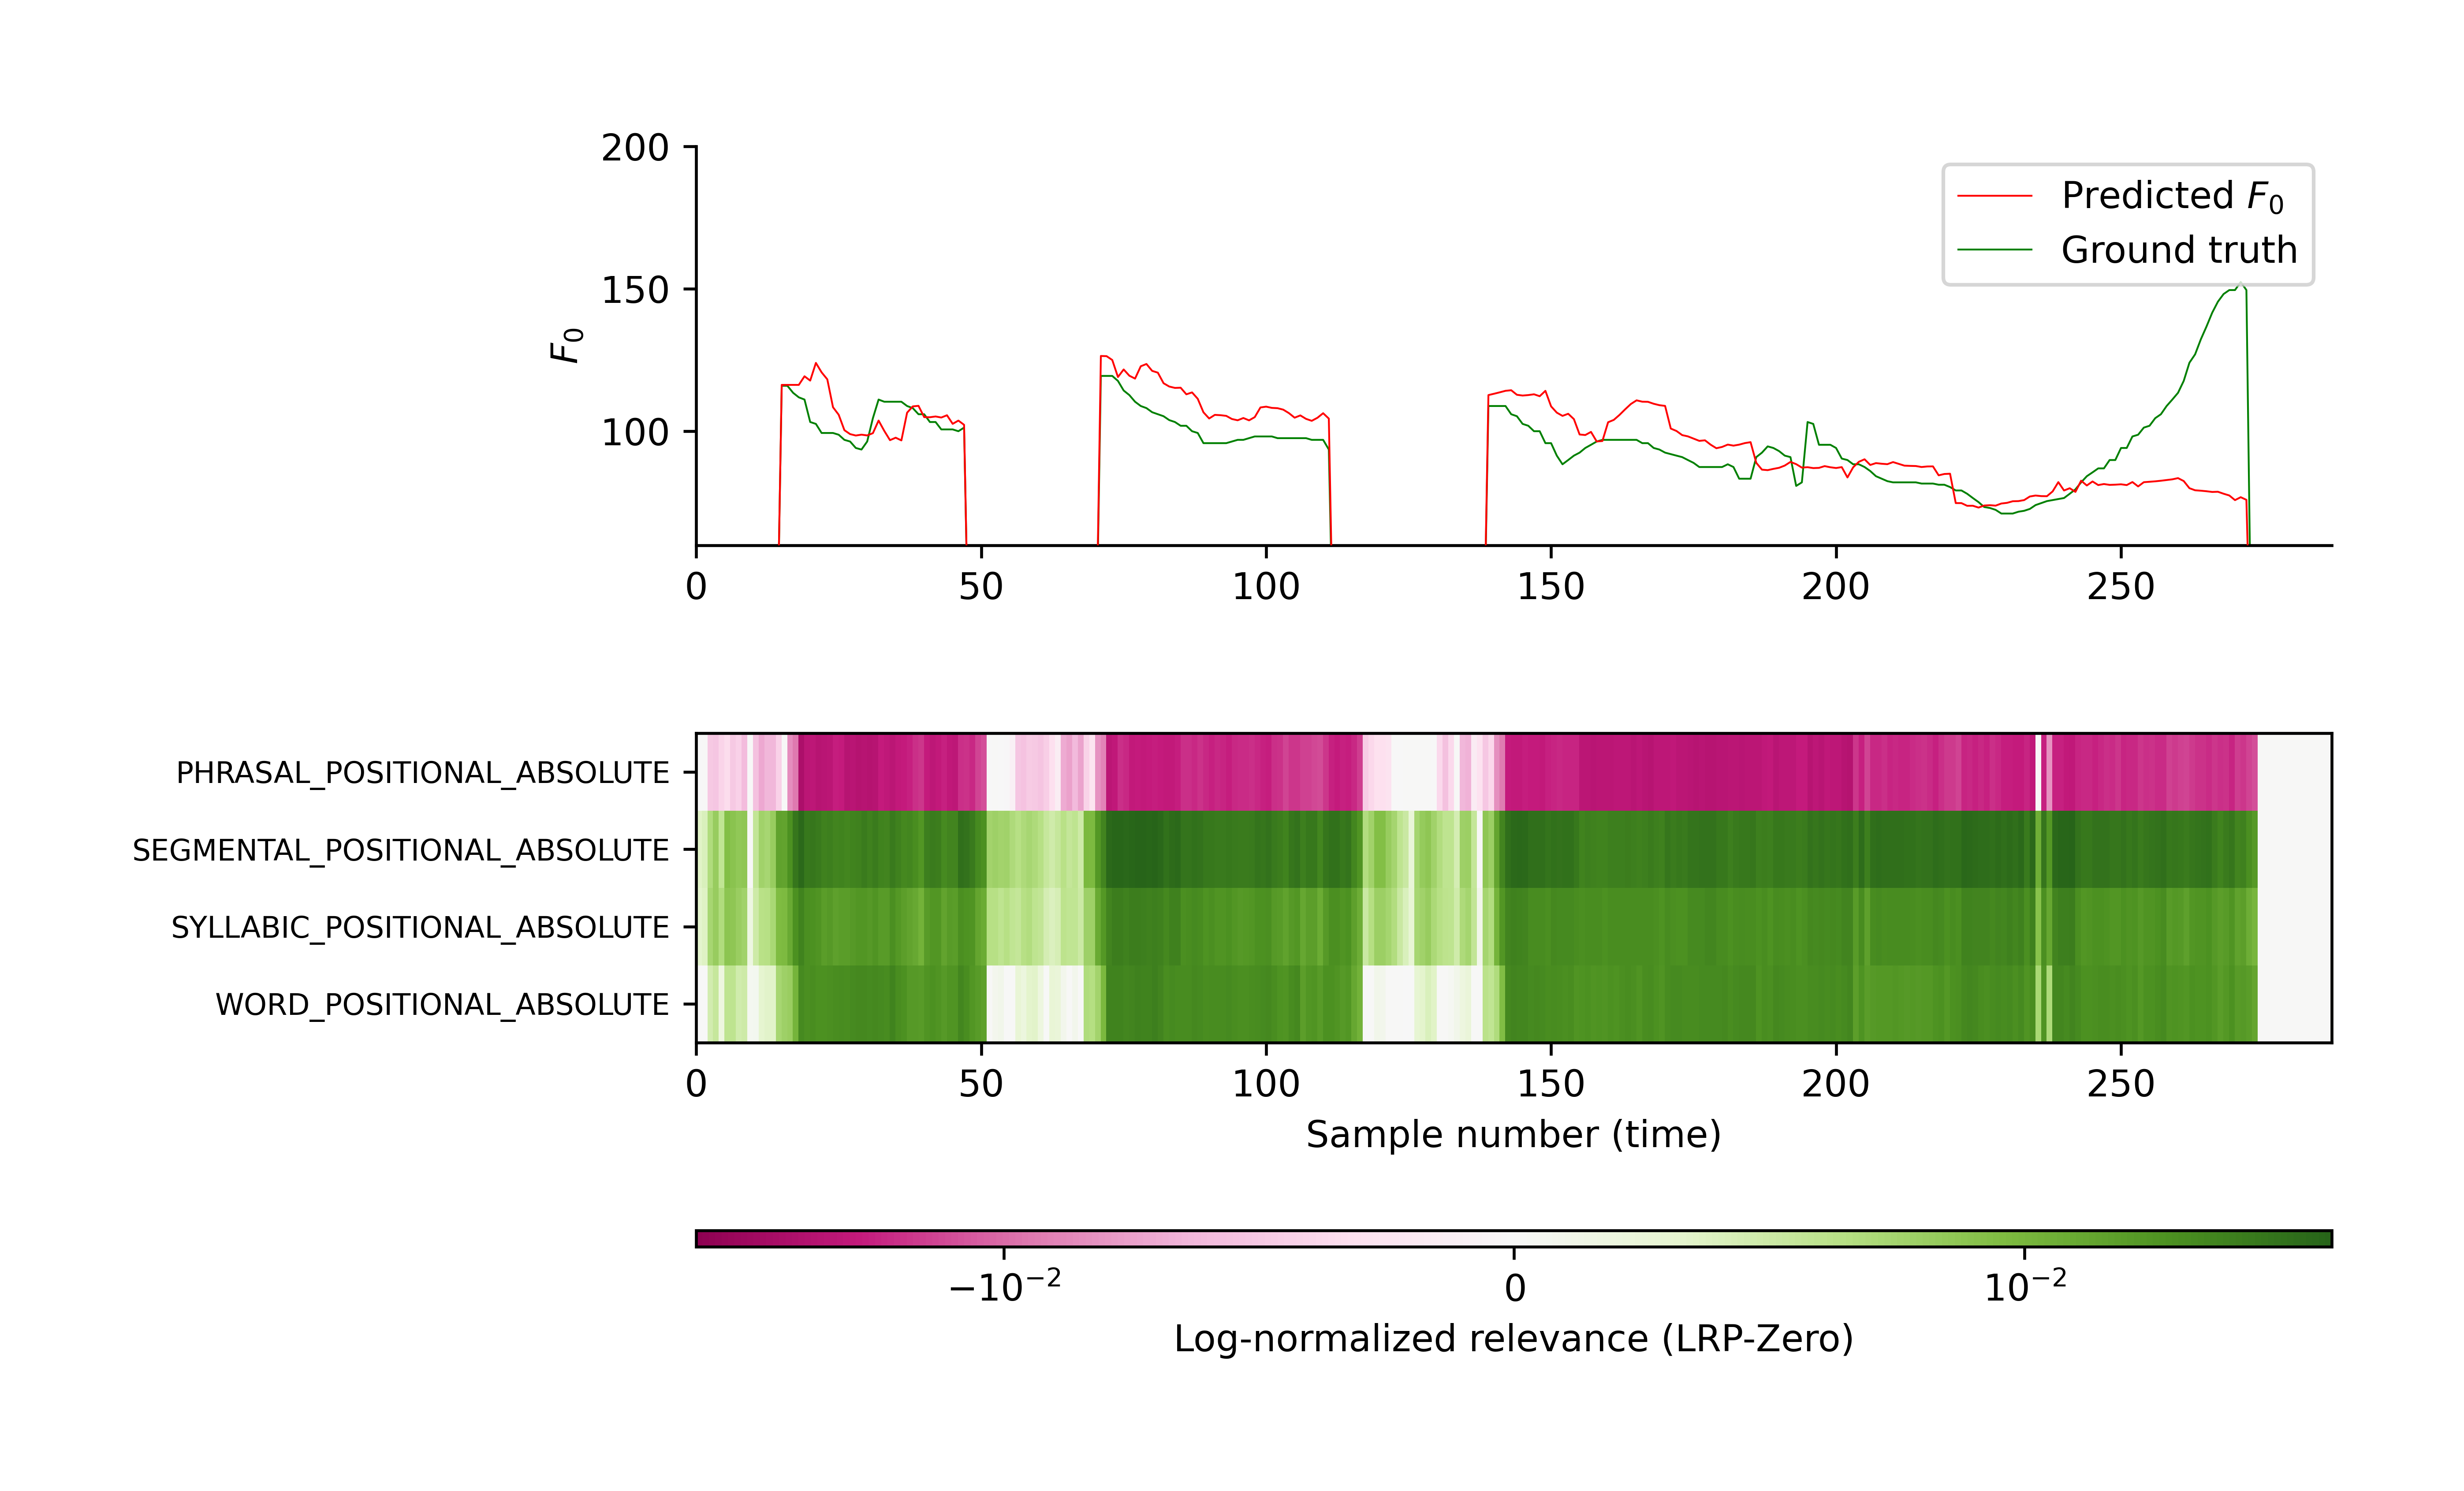 200
150
100
F₀
Predicted F₀
Ground truth
0 50 100 150 200 250
PHRASAL_POSITIONAL_ABSOLUTE
SEGMENTAL_POSITIONAL_ABSOLUTE
SYLLABIC_POSITIONAL_ABSOLUTE
WORD_POSITIONAL_ABSOLUTE
0 50 100 150 200 250
Sample number (time)
−10⁻² 0 10⁻²
Log-normalized relevance (LRP-Zero)